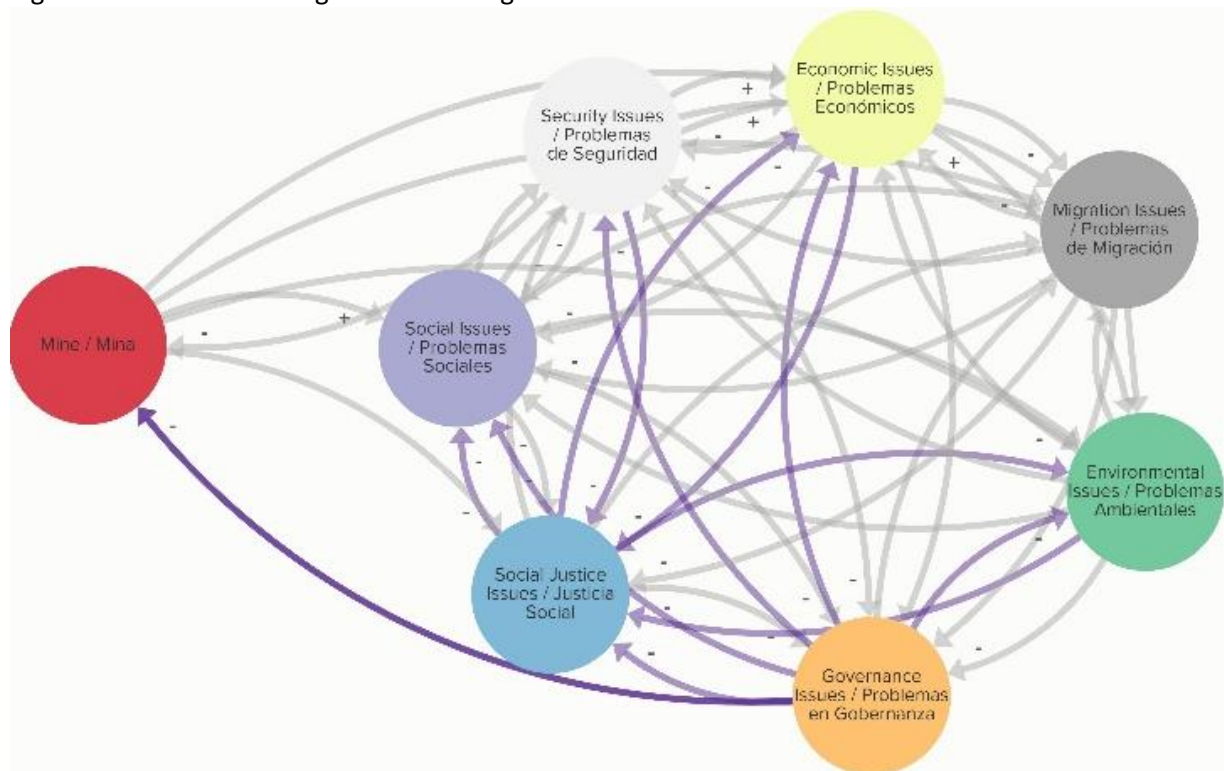 Economic Issues
/ Problemas
Económicos
Security Issues
/ Problemas
de Seguridad
Migration Issues
/ Problemas
de Migración
Mine / Mina
Social Issues
/ Problemas
Sociales
Environmental
Issues / Problemas
Ambientales
Social Justice
Issues / Justicia
Social
Governance
Issues / Problemas
en Gobernanza